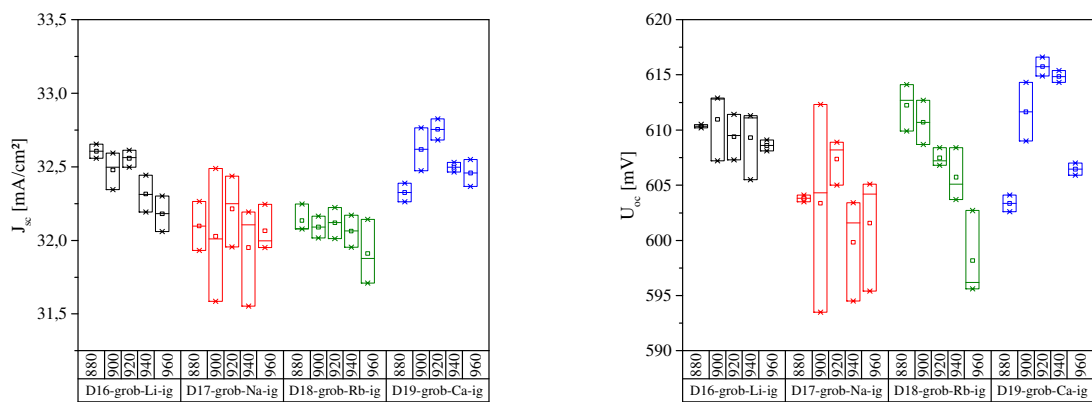 33,5
33,0
32,5
32,0
31,5
J_sc [mA/cm²]
880 900 920 940 960 880 900 920 940 960 880 900 920 940 960 880 900 920 940 960
D16-grob-Li-ig D17-grob-Na-ig D18-grob-Rb-ig D19-grob-Ca-ig
620
615
610
605
600
595
590
U_oc [mV]
880 900 920 940 960 880 900 920 940 960 880 900 920 940 960 880 900 920 940 960
D16-grob-Li-ig D17-grob-Na-ig D18-grob-Rb-ig D19-grob-Ca-ig